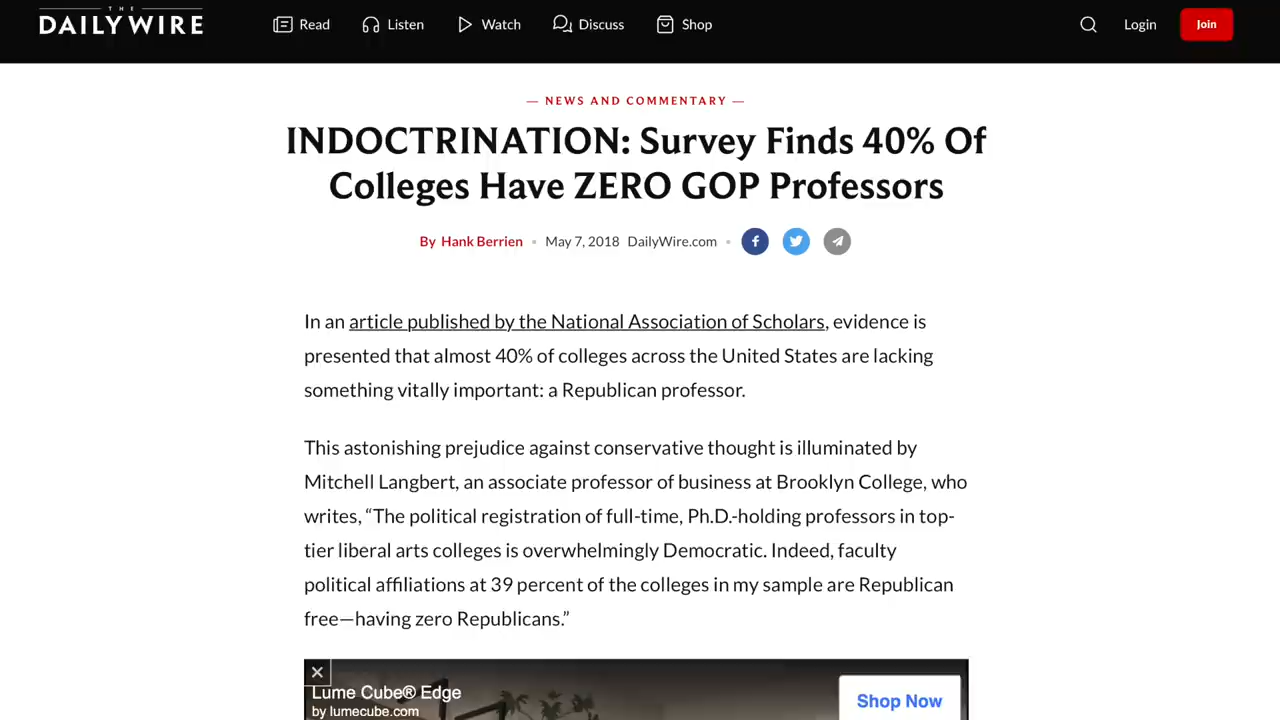 THE
DAILYWIRE
Read
Listen
Watch
Discuss
Shop
Login
Join
— NEWS AND COMMENTARY —
INDOCTRINATION: Survey Finds 40% Of
Colleges Have ZERO GOP Professors
By Hank Berrien • May 7, 2018 DailyWire.com •
In an article published by the National Association of Scholars, evidence is
presented that almost 40% of colleges across the United States are lacking
something vitally important: a Republican professor.
This astonishing prejudice against conservative thought is illuminated by
Mitchell Langbert, an associate professor of business at Brooklyn College, who
writes, “The political registration of full-time, Ph.D.-holding professors in top-
tier liberal arts colleges is overwhelmingly Democratic. Indeed, faculty
political affiliations at 39 percent of the colleges in my sample are Republican
free—having zero Republicans.”
Lume Cube® Edge
by lumecube.com
Shop Now